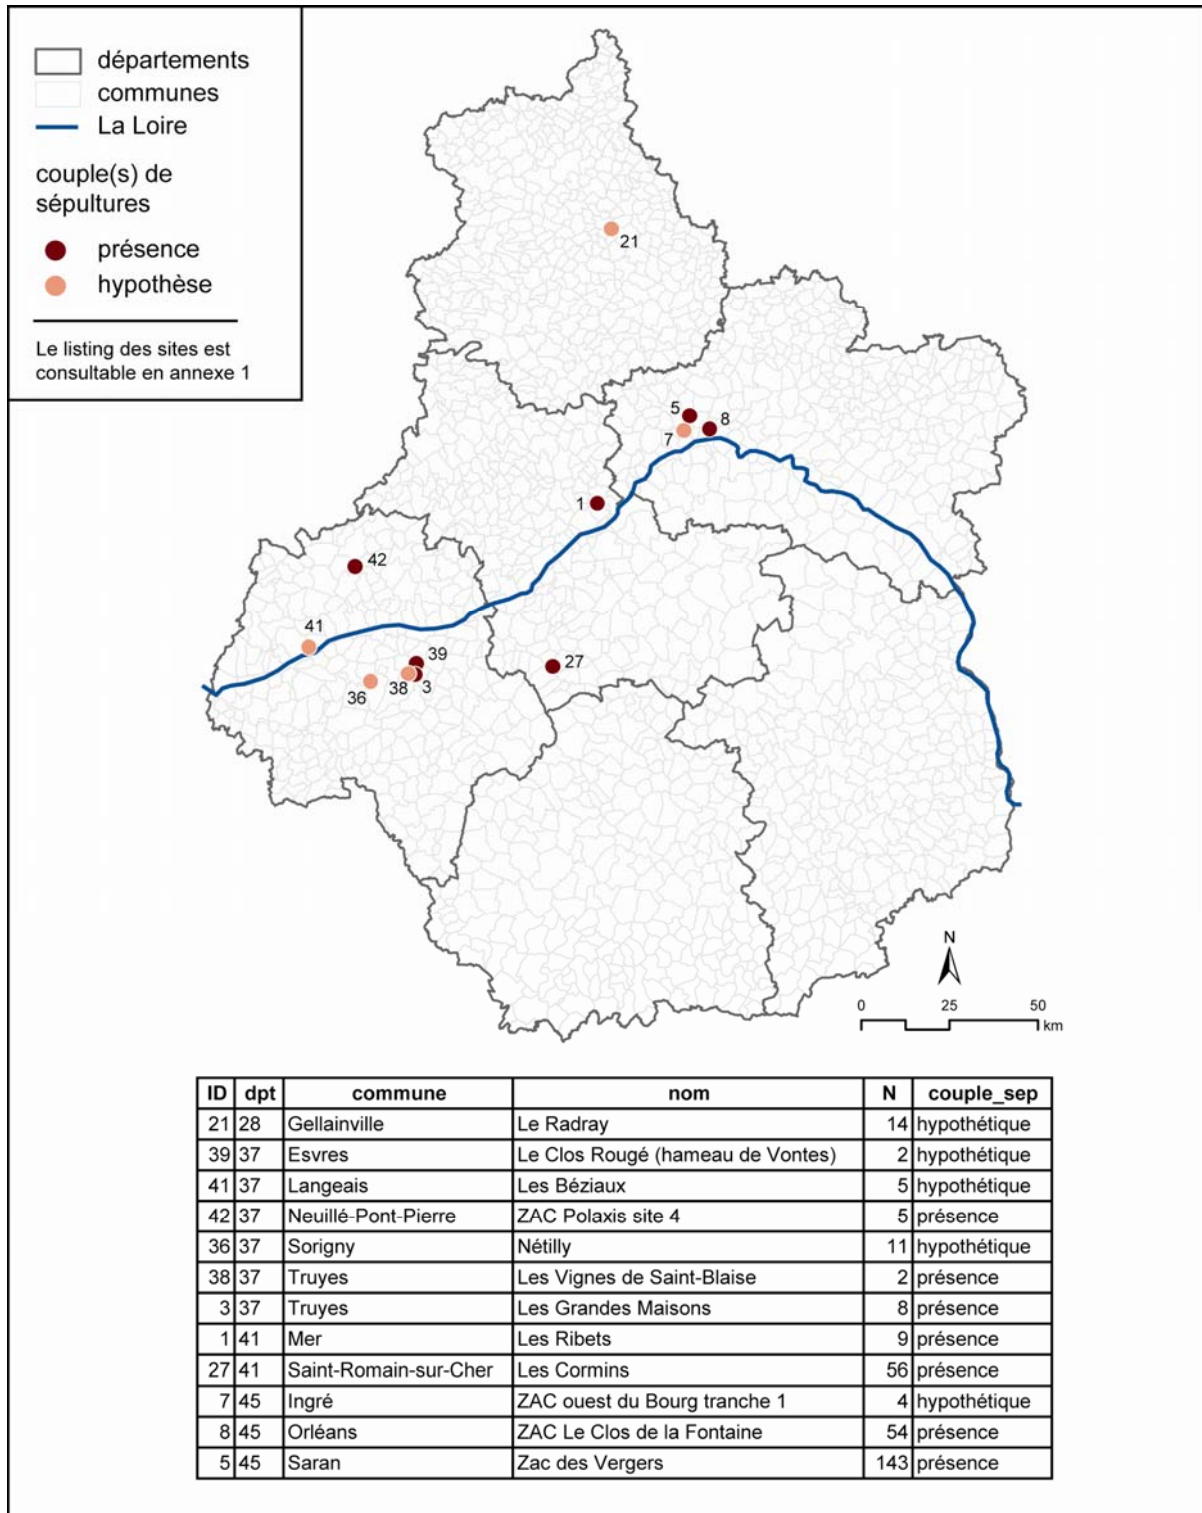 départements
communes
La Loire
couple(s) de
sépultures
présence
hypothèse
Le listing des sites est
consultable en annexe 1
21
5
8
7
1
42
41
39
27
36
38
3
N
0 25 50
km
ID dpt commune nom N couple_sep
21 28 Gellainville Le Radray 14 hypothétique
39 37 Esvres Le Clos Rougé (hameau de Vontes) 2 hypothétique
41 37 Langeais Les Béziaux 5 hypothétique
42 37 Neuillé-Pont-Pierre ZAC Polaxis site 4 5 présence
36 37 Sorigny Nétilly 11 hypothétique
38 37 Truyes Les Vignes de Saint-Blaise 2 présence
3 37 Truyes Les Grandes Maisons 8 présence
1 41 Mer Les Ribets 9 présence
27 41 Saint-Romain-sur-Cher Les Cormins 56 présence
7 45 Ingré ZAC ouest du Bourg tranche 1 4 hypothétique
8 45 Orléans ZAC Le Clos de la Fontaine 54 présence
5 45 Saran Zac des Vergers 143 présence